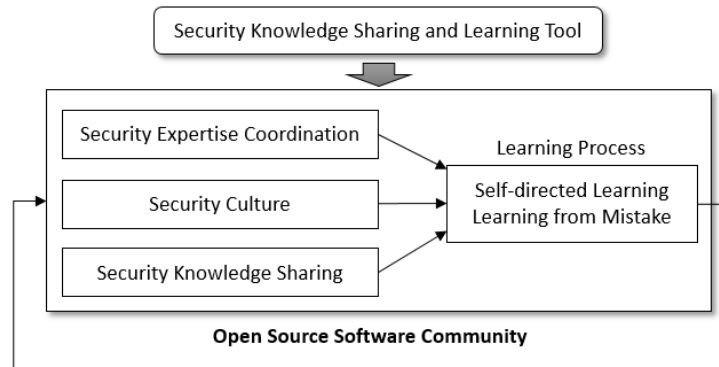 Security Knowledge Sharing and Learning Tool
Security Expertise Coordination
Learning Process
Security Culture
Self-directed Learning
Learning from Mistake
Security Knowledge Sharing
Open Source Software Community